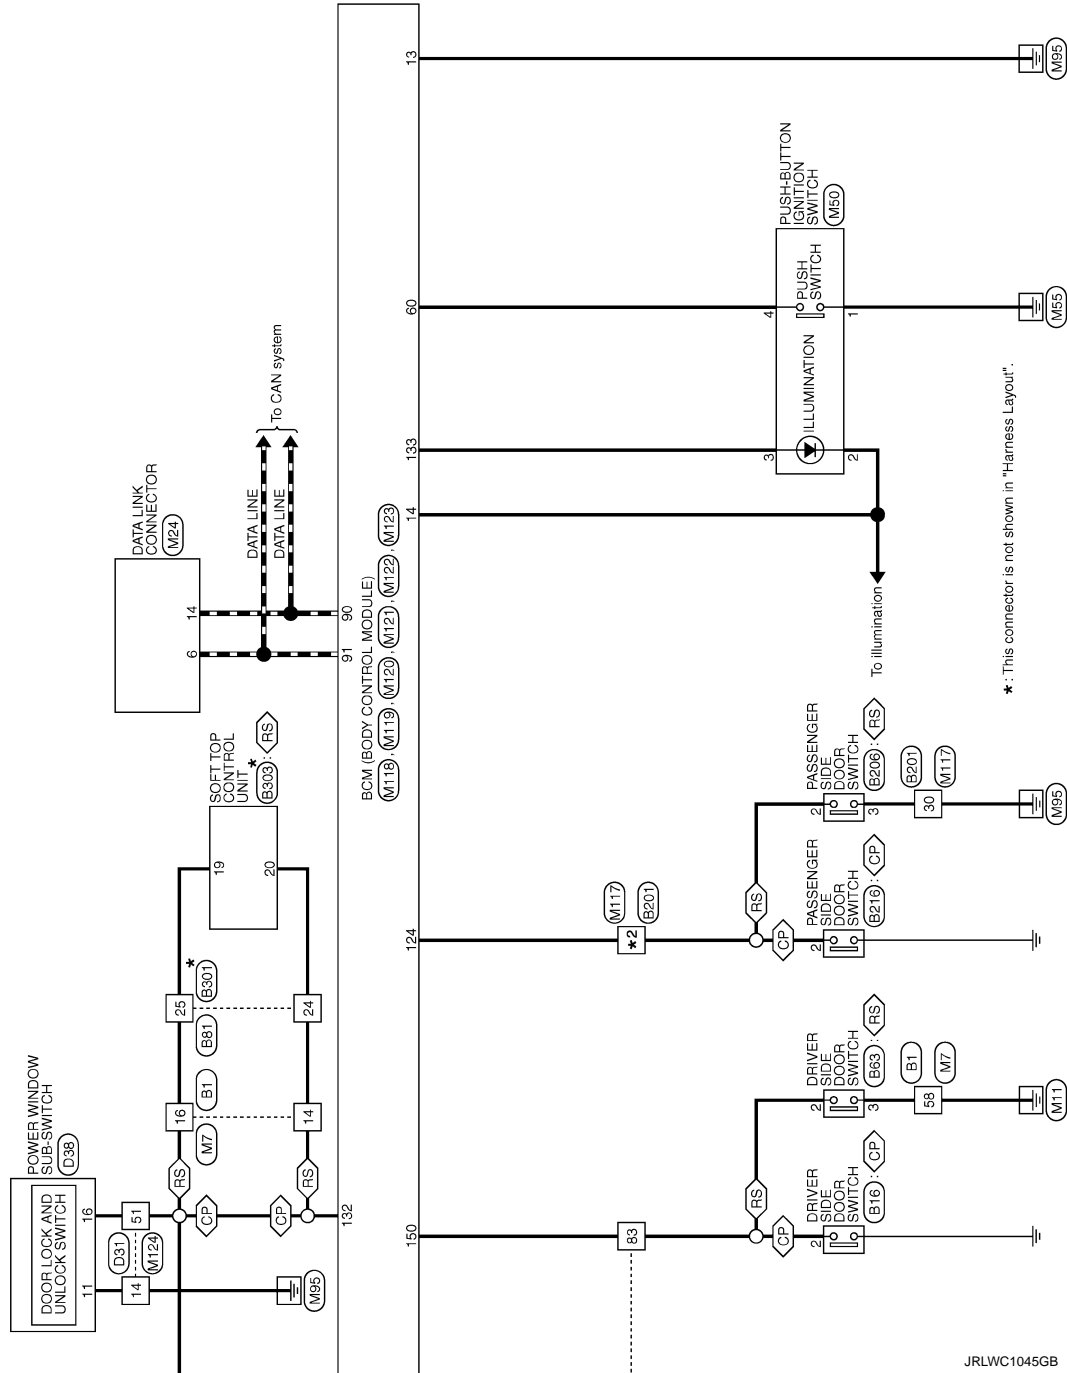 POWER WINDOW
SUB-SWITCH
D38
DOOR LOCK AND
UNLOCK SWITCH
11
16
14
51
D31
M124
M95
RS
RS
CP
CP
132
16
14
M7
B1
25
24
B81
B301
*
19
20
SOFT TOP
CONTROL
UNIT *
B303 : RS
DATA LINK
CONNECTOR
M24
6
14
DATA LINE
DATA LINE
To CAN system
91
90
BCM (BODY CONTROL MODULE)
M118 , M119 , M120 , M121 , M122 , M123
150
124
14
133
60
13
83
CP
RS
2
DRIVER
SIDE
DOOR
SWITCH
B16 : CP
2
3
DRIVER
SIDE
DOOR
SWITCH
B63 : RS
58
B1
M7
M11
*2
M117
B201
CP
RS
2
PASSENGER
SIDE
DOOR
SWITCH
B216 : CP
2
3
PASSENGER
SIDE
DOOR
SWITCH
B206 : RS
30
B201
M117
M95
To illumination
3
2
ILLUMINATION
4
1
PUSH
SWITCH
PUSH-BUTTON
IGNITION
SWITCH
M50
M55
M95
* : This connector is not shown in "Harness Layout".
JRLWC1045GB